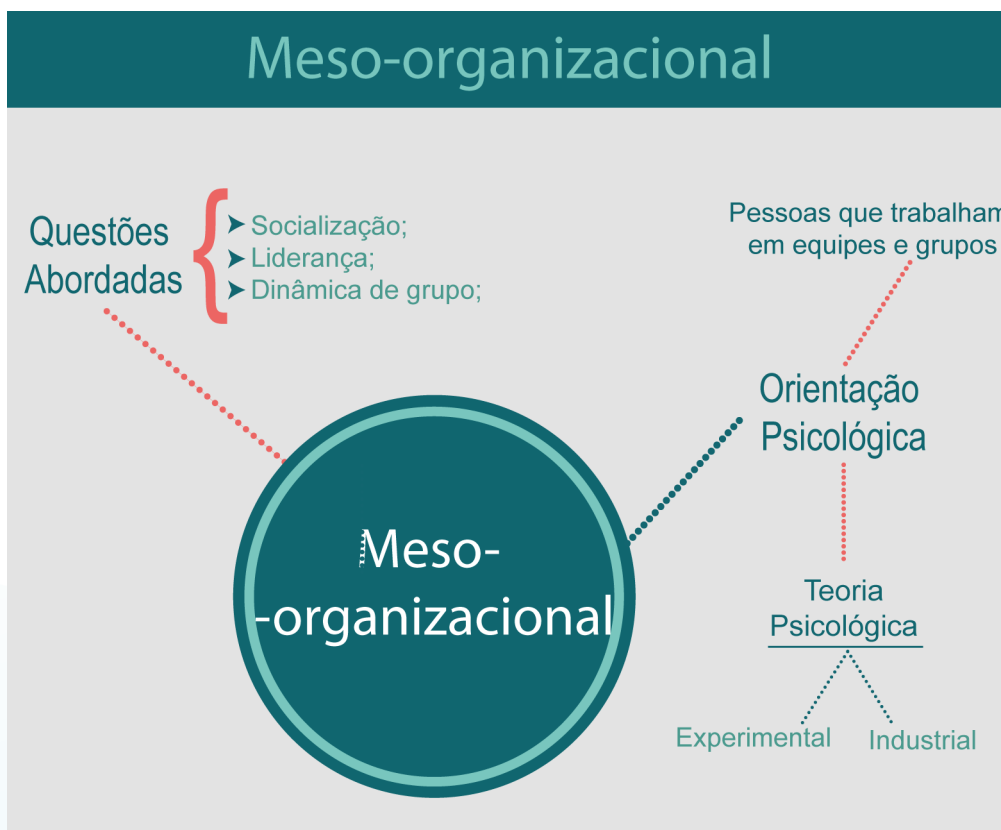 Meso-organizacional
Questões
Abordadas
Socialização;
Liderança;
Dinâmica de grupo;
Pessoas que trabalham
em equipes e grupos
Orientação
Psicológica
Meso-
-organizacional
Teoria
Psicológica
Experimental
Industrial